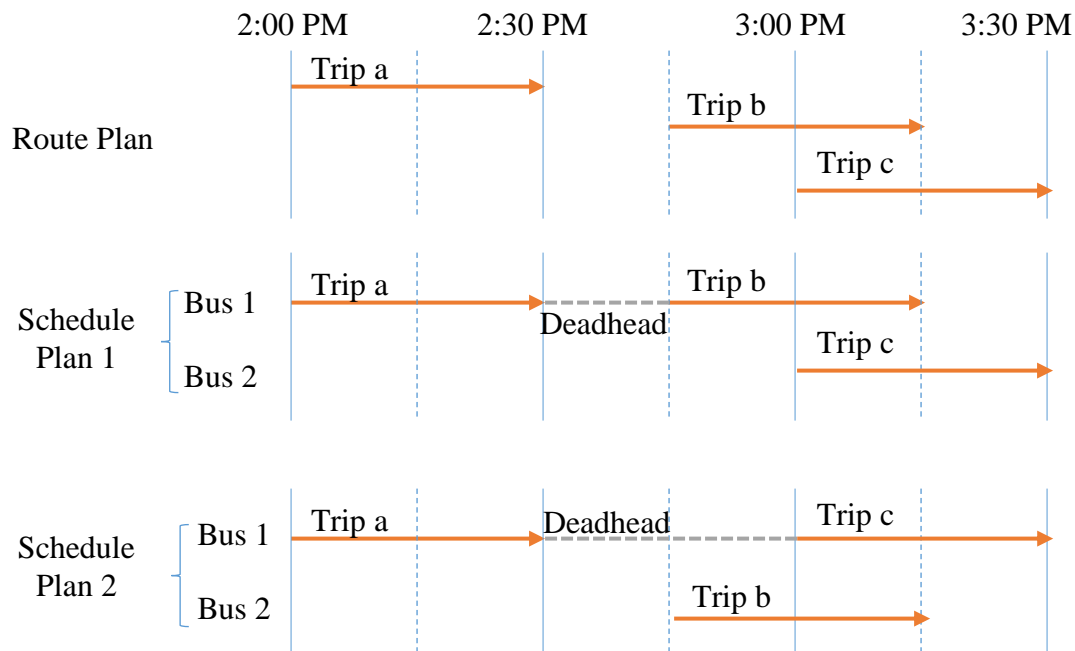 2:00 PM 2:30 PM 3:00 PM 3:30 PM
Trip a
Trip b
Route Plan
Trip c
Trip a
Trip b
Bus 1
Schedule
Plan 1
Deadhead
Trip c
Bus 2
Trip a
Deadhead
Trip c
Bus 1
Schedule
Plan 2
Trip b
Bus 2